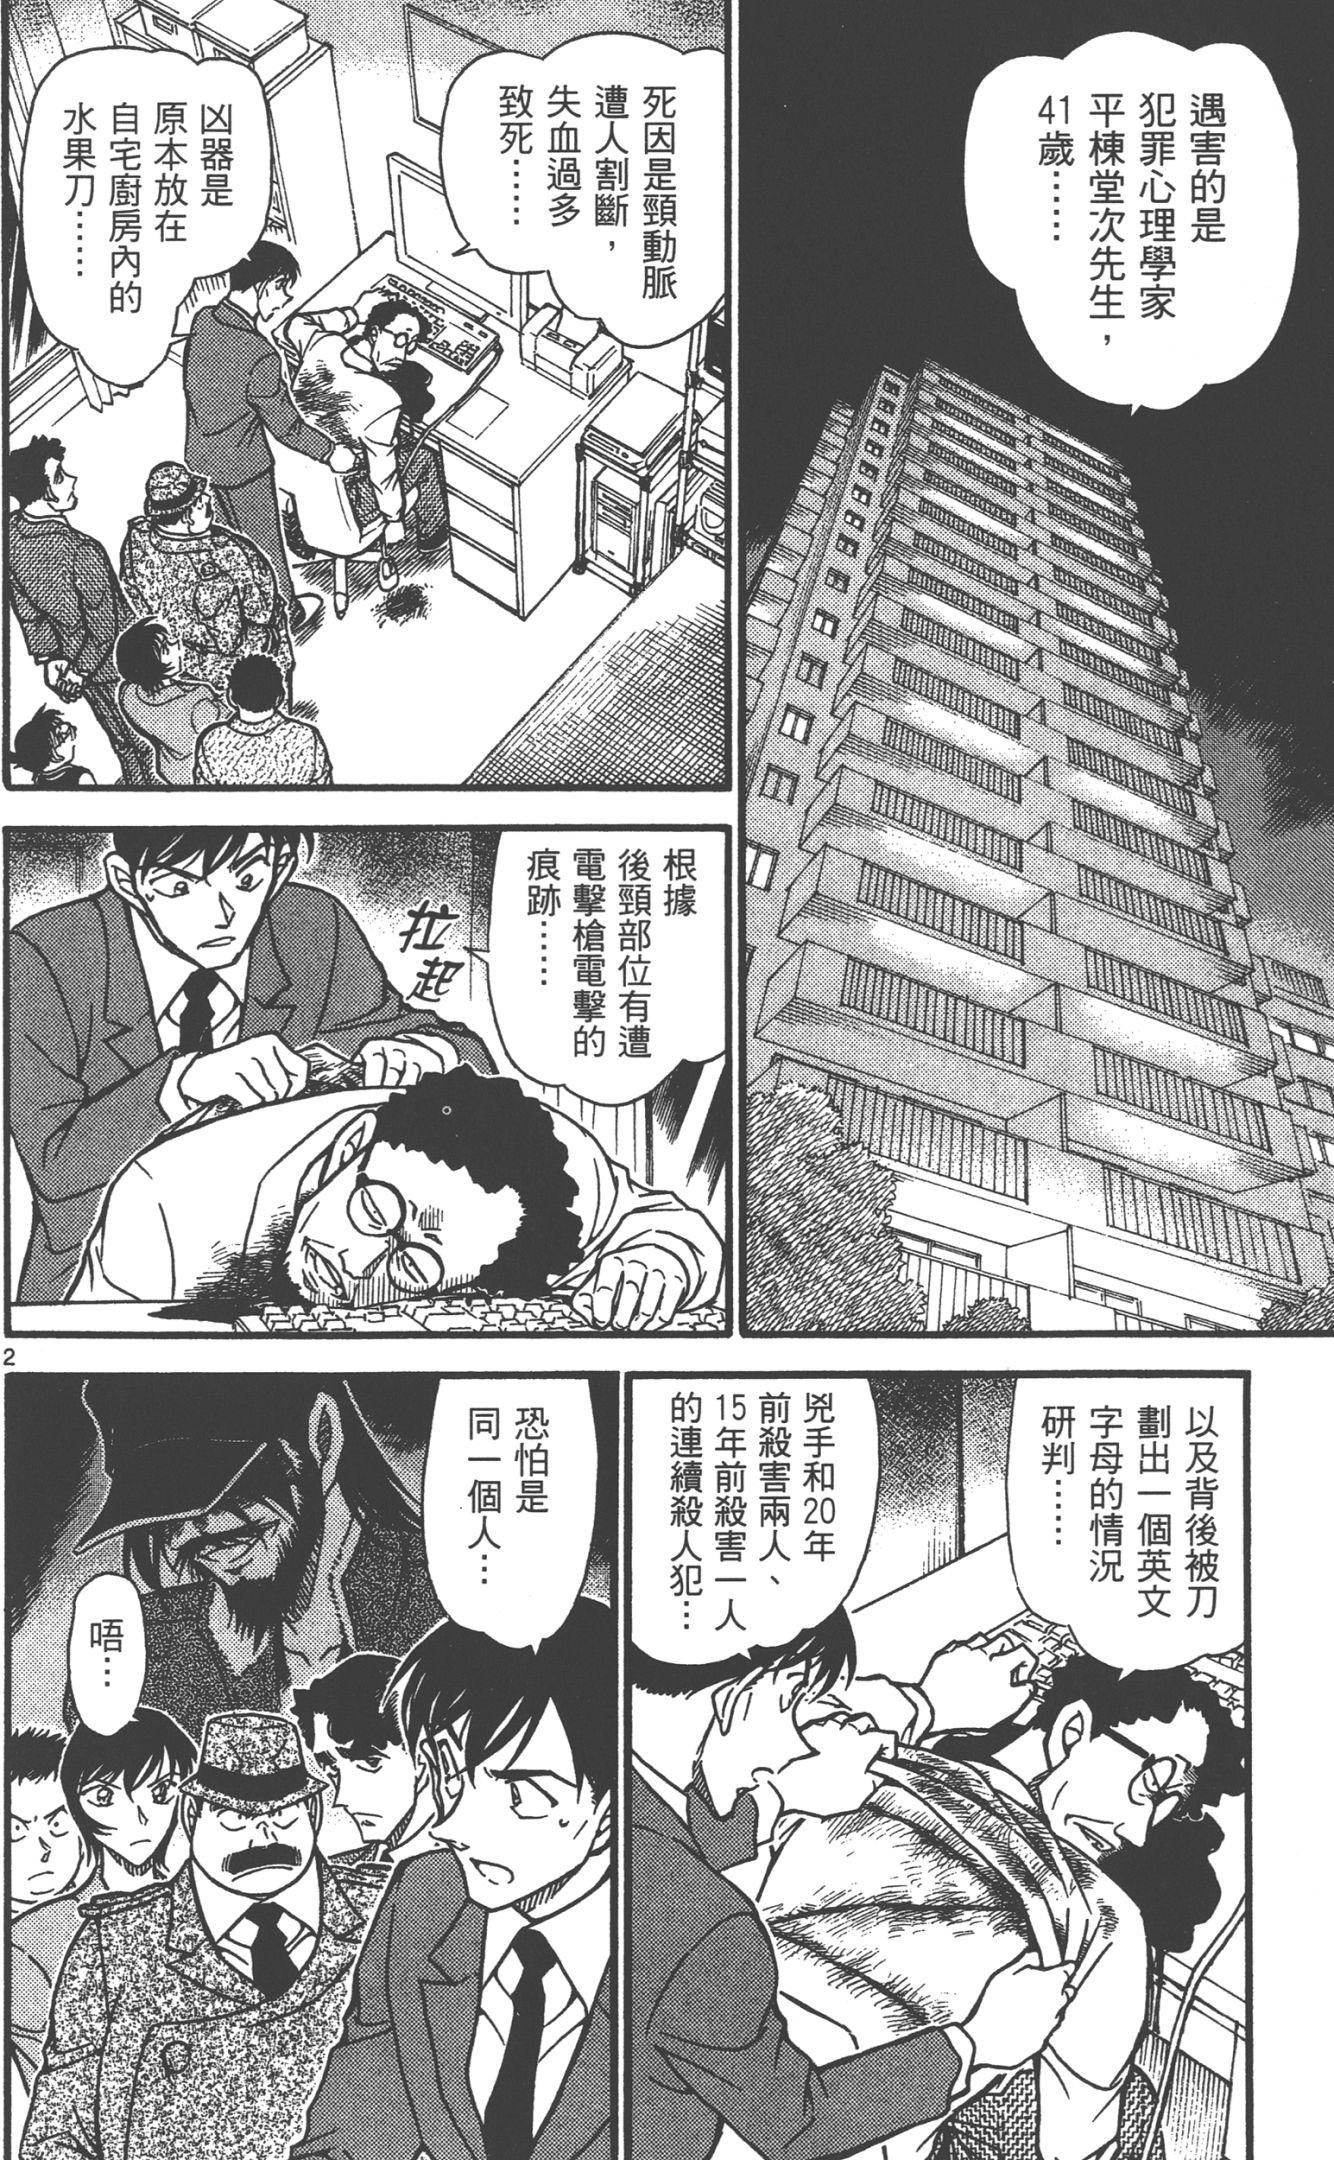 遇害的是
犯罪心理學家
平棟堂次先生，
41歲……
死因是頸動脈
遭人割斷，
失血過多
致死……
凶器是
原本放在
自宅廚房內的
水果刀……
根據
後頸部位有遭
電擊槍電擊的
痕跡……
拉起
2
以及背後被刀
劃出一個英文
字母的情況
研判……
兇手和20年
前殺害兩人、
15年前殺害一人
的連續殺人犯…
恐怕是
同一個人…
唔…